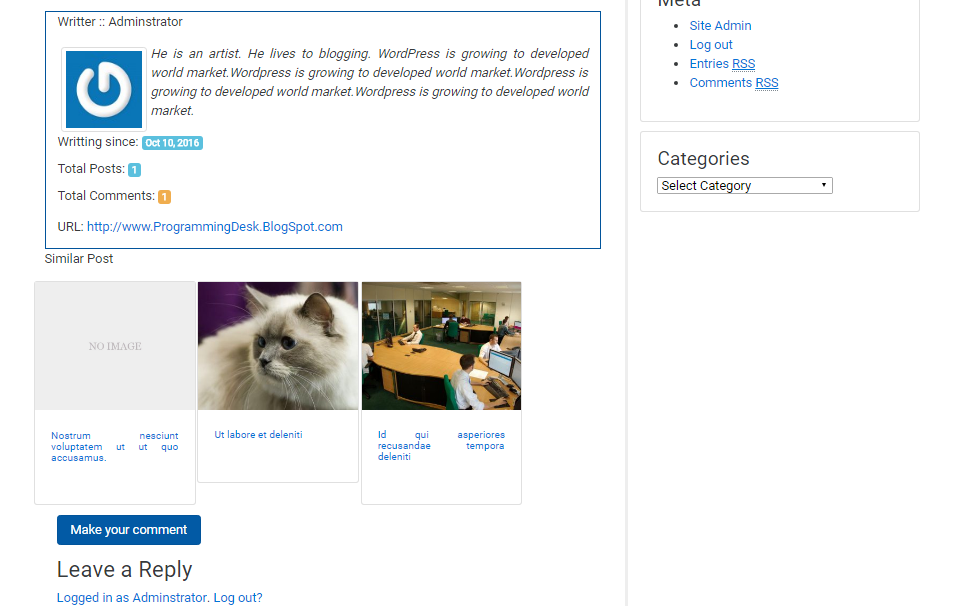 Writter :: Adminstrator
He is an artist. He lives to blogging. WordPress is growing to developed
world market.Wordpress is growing to developed world market.Wordpress is
growing to developed world market.Wordpress is growing to developed world
market.
Writting since: Oct 10, 2016
Total Posts: 1
Total Comments: 1
URL: http://www.ProgrammingDesk.BlogSpot.com
Similar Post
NO IMAGE
Nostrum nesciunt
voluptatem ut ut quo
accusamus.
Ut labore et deleniti
Id qui asperiores
recusandae tempora
deleniti
Make your comment
Leave a Reply
Logged in as Adminstrator. Log out?
Meta
Site Admin
Log out
Entries RSS
Comments RSS
Categories
Select Category